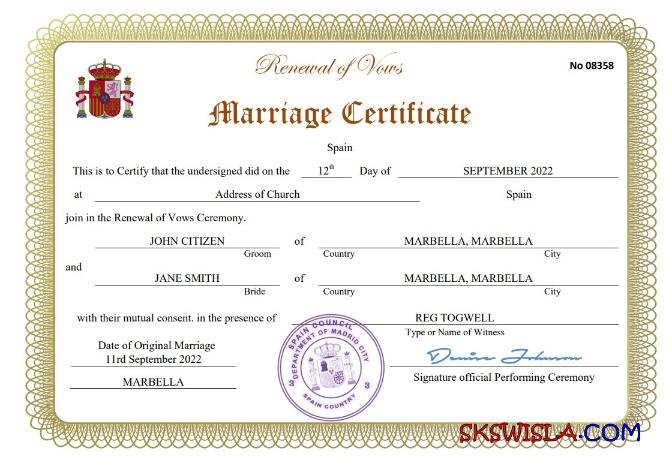 Renewal of Vows
No 08358
Marriage Certificate
Spain
This is to Certify that the undersigned did on the 12th Day of SEPTEMBER 2022
at Address of Church Spain
join in the Renewal of Vows Ceremony.
JOHN CITIZEN of MARBELLA, MARBELLA
Groom Country City
and
JANE SMITH of MARBELLA, MARBELLA
Bride Country City
with their mutual consent. in the presence of REG TOGWELL
Type or Name of Witness
Date of Original Marriage
11rd September 2022
MARBELLA
SPAIN COUNCIL
DEPARTMENT OF MADRID CITY
3 3
SPAIN COUNTRY
Denise Johnson
Signature official Performing Ceremony
SKSWISLA.COM